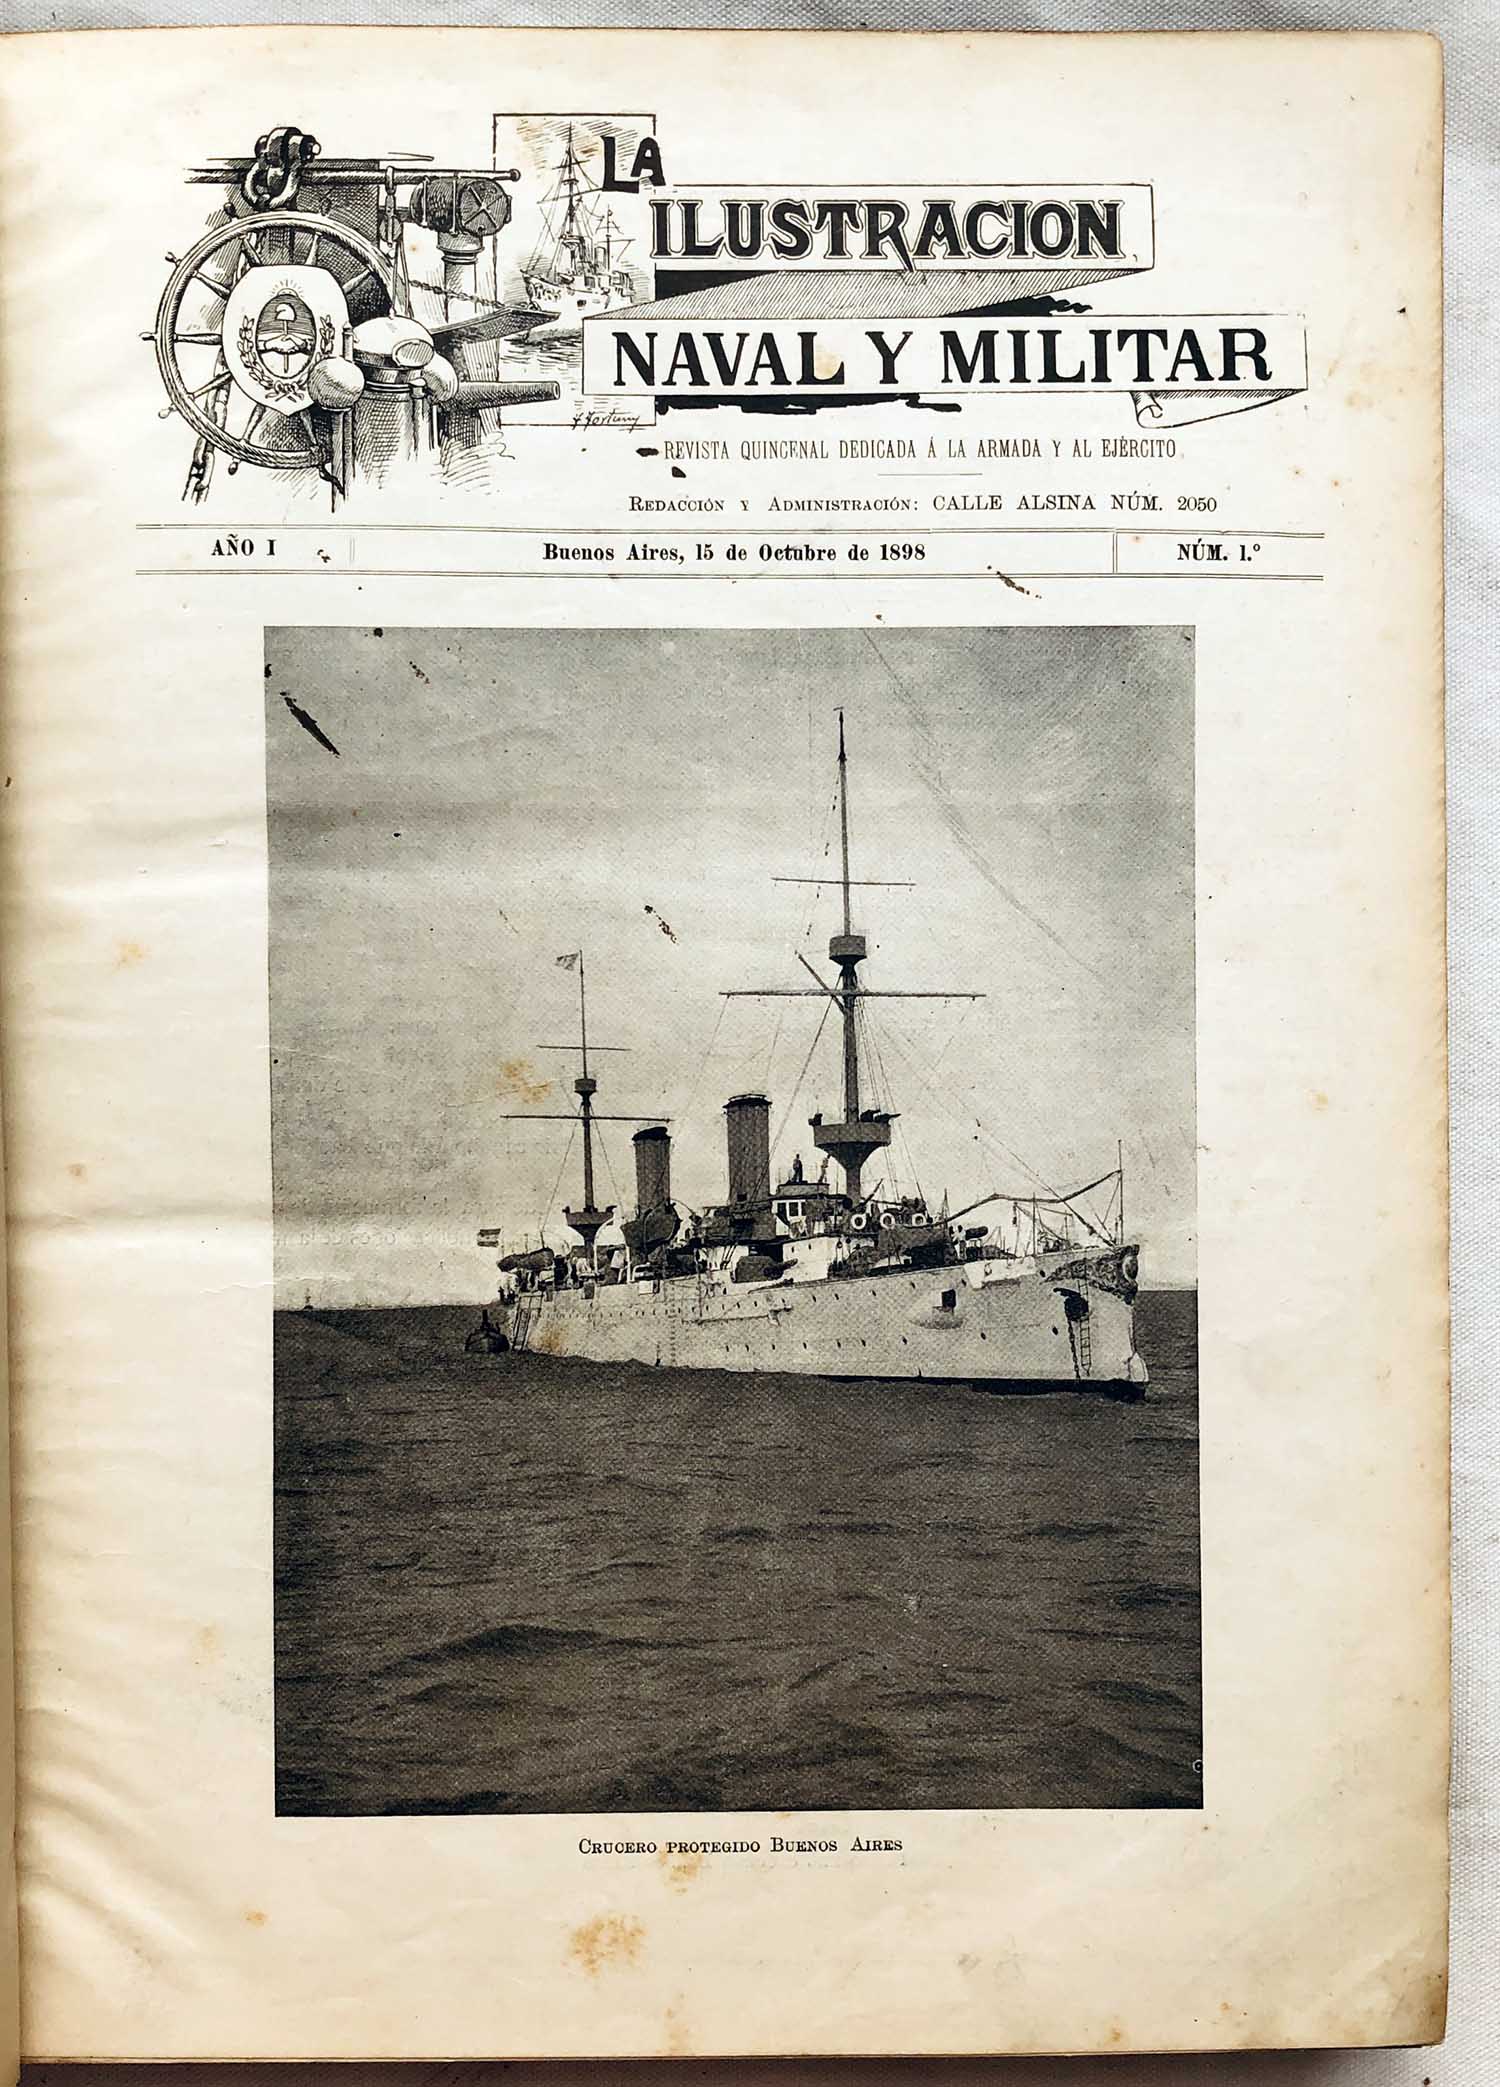 LA
ILUSTRACION
NAVAL Y MILITAR
F Fortuny
REVISTA QUINCENAL DEDICADA Á LA ARMADA Y AL EJÉRCITO
REDACCIÓN Y ADMINISTRACIÓN: CALLE ALSINA NÚM. 2050
AÑO I
Buenos Aires, 15 de Octubre de 1898
NÚM. 1.º
CRUCERO PROTEGIDO BUENOS AIRES